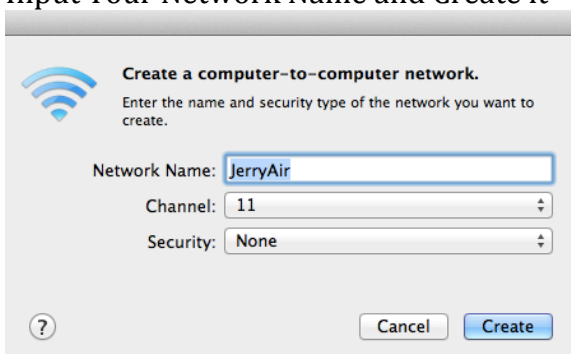 Input Your Network Name and Create it
Create a computer-to-computer network.
Enter the name and security type of the network you want to
create.
Network Name: JerryAir
Channel: 11
Security: None
? Cancel Create